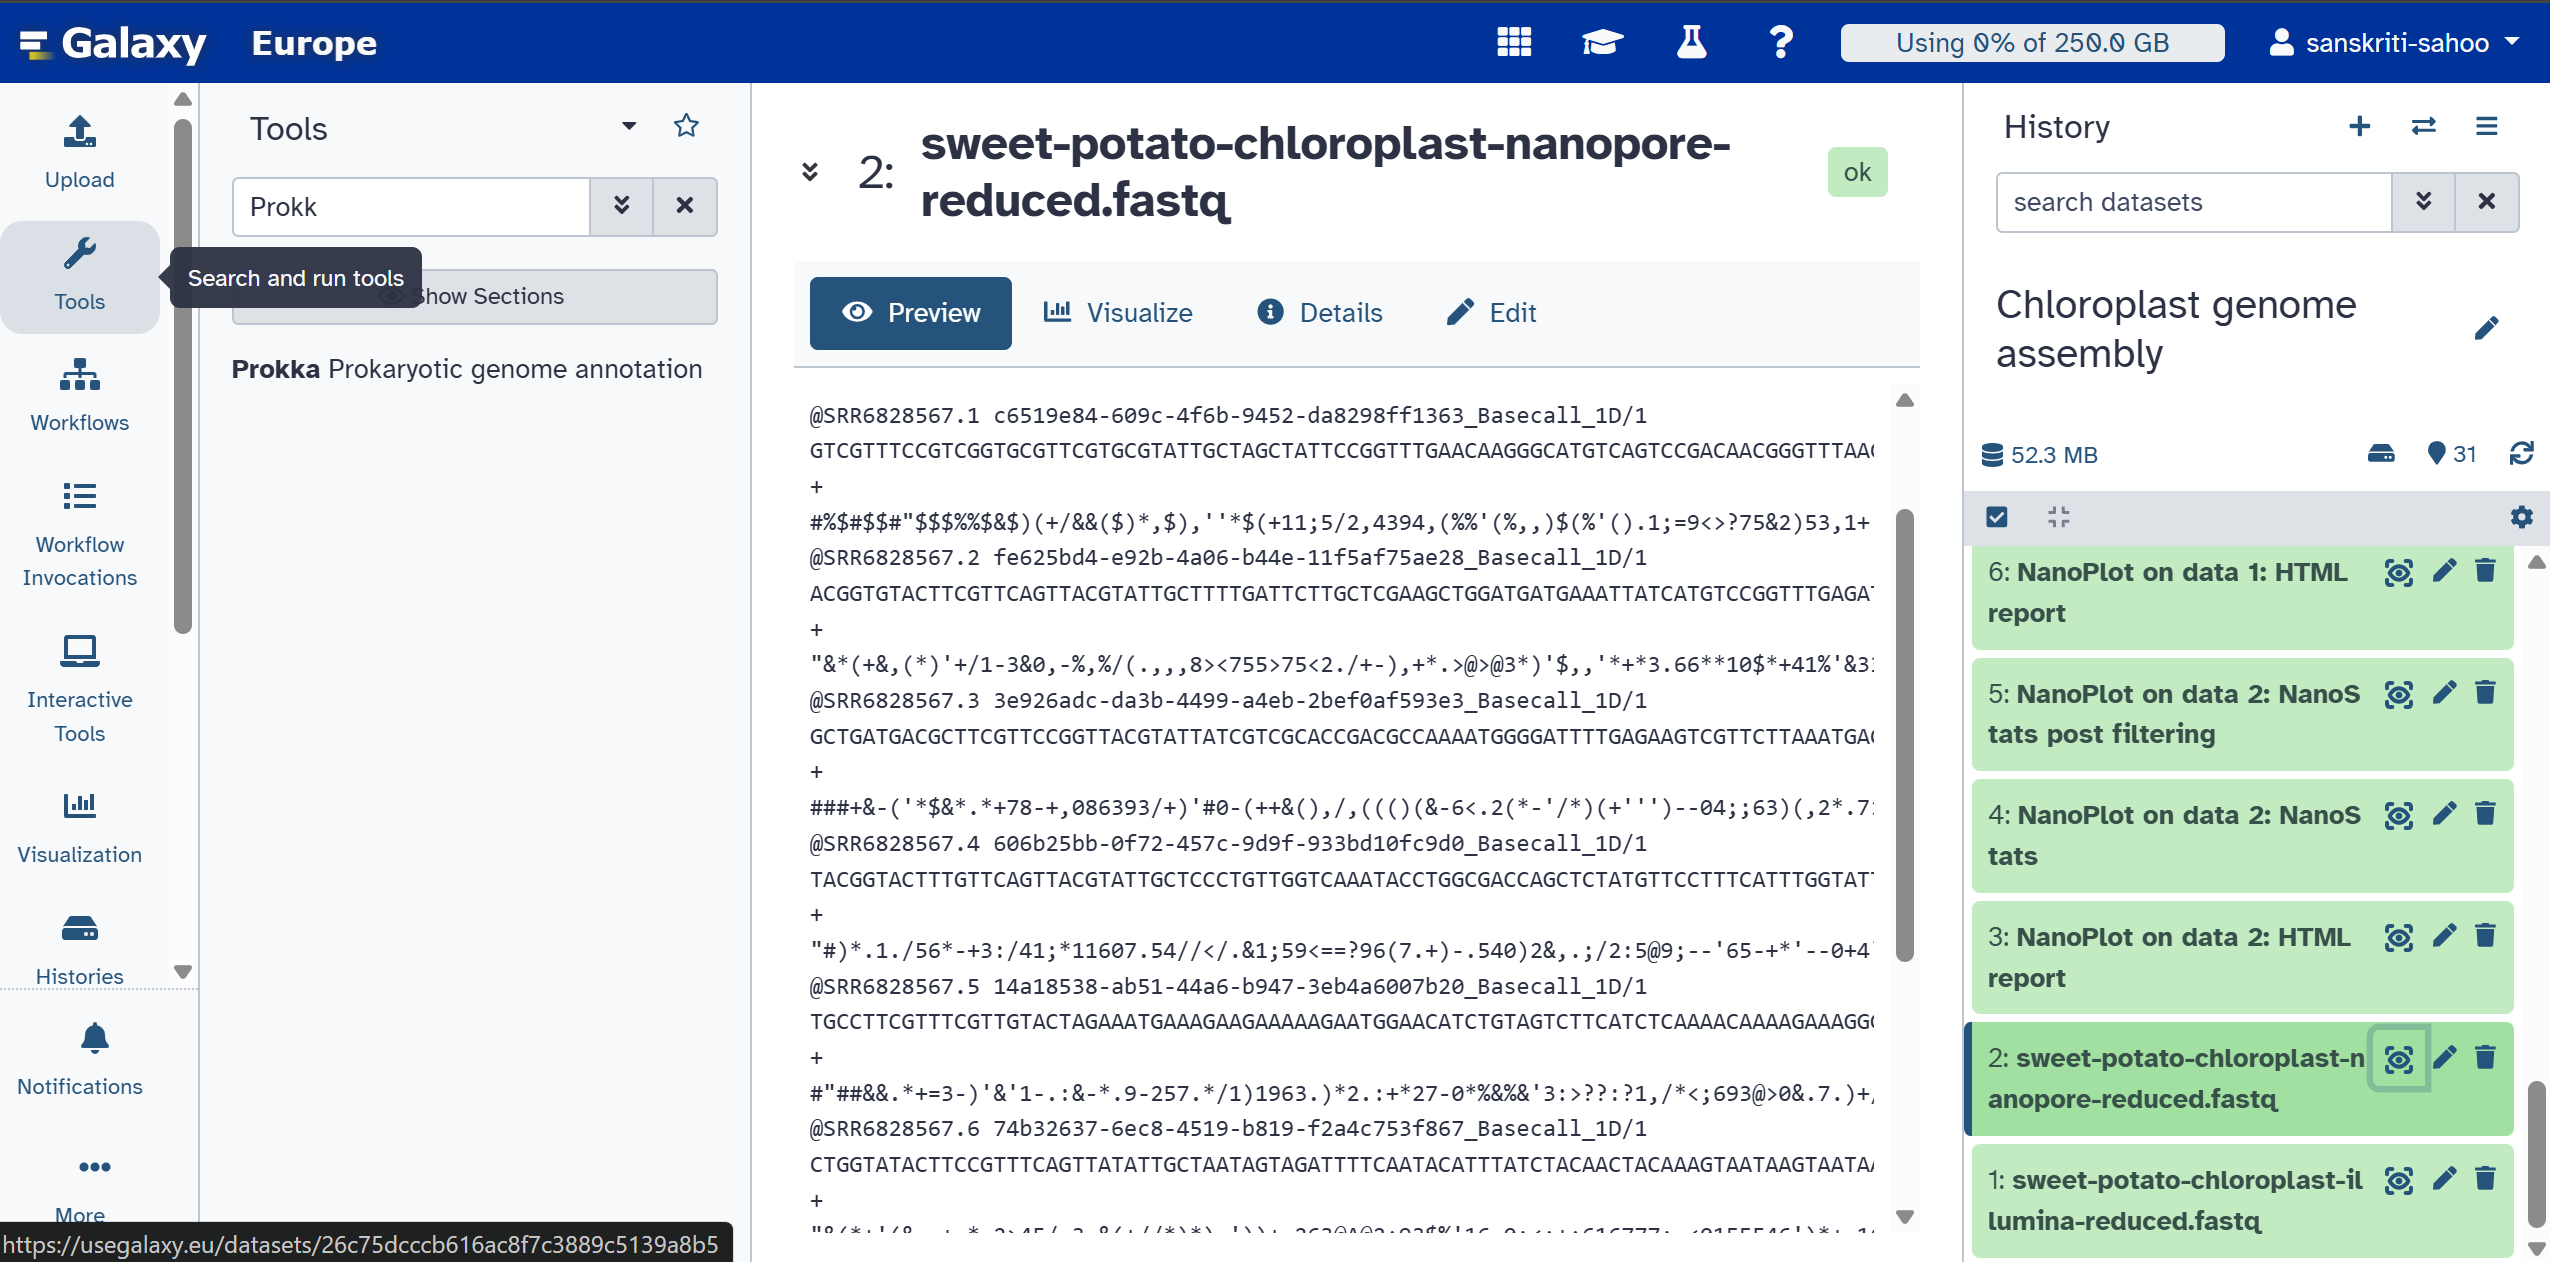 Galaxy Europe
Using 0% of 250.0 GB
sanskriti-sahoo
Upload
Tools
Workflows
Workflow
Invocations
Interactive
Tools
Visualization
Histories
Notifications
More
Search and run tools
Tools
Prokk
Show Sections
Prokka Prokaryotic genome annotation
2: sweet-potato-chloroplast-nanopore-
reduced.fastq
ok
Preview
Visualize
Details
Edit
@SRR6828567.1 c6519e84-609c-4f6b-9452-da8298ff1363_Basecall_1D/1
GTCGTTTCCGTCGGTGCGTTCGTGCGTATTGCTAGCTATTCCGGTTTGAACAAGGGCATGTCAGTCCGACAACGGGTTTAA
+
#%$#$$#"$$$%%$&$)(+/&&($)*,$),''*$(+11;5/2,4394,(%%'(%,,)$(%'().1;=9<>?75&2)53,1+
@SRR6828567.2 fe625bd4-e92b-4a06-b44e-11f5af75ae28_Basecall_1D/1
ACGGTGTACTTCGTTCAGTTACGTATTGCTTTTGATTCTTGCTCGAAGCTGGATGATGAAATTATCATGTCCGGTTTGAGA
+
"&*(+&,(*)'+/1-3&0,-%,%/(.,,,8><755>75<2./+-),+*.>@>@3*)'$,,'*+*3.66**10$*+41%'&3
@SRR6828567.3 3e926adc-da3b-4499-a4eb-2bef0af593e3_Basecall_1D/1
GCTGATGACGCTTCGTTCCGGTTACGTATTATCGTCGCACCGACGCCAAAATGGGGATTTTGAGAAGTCGTTCTTAAATGA
+
###+&-('*$&*.*+78-+,086393/+)'#0-(++&(),/,((()(&-6<.2(*-'/*)(+''')--04;;63)(,2*.7
@SRR6828567.4 606b25bb-0f72-457c-9d9f-933bd10fc9d0_Basecall_1D/1
TACGGTACTTTGTTCAGTTACGTATTGCTCCCTGTTGGTCAAATACCTGGCGACCAGCTCTATGTTCCTTTCATTTGGTAT
+
"#)*.1./56*-+3:/41;*11607.54//</.&1;59<==?96(7.+)-.540)2&,.;/2:5@9;--'65-+*'--0+4
@SRR6828567.5 14a18538-ab51-44a6-b947-3eb4a6007b20_Basecall_1D/1
TGCCTTCGTTTCGTTGTACTAGAAATGAAAGAAGAAAAAGAATGGAACATCTGTAGTCTTCATCTCAAAACAAAAGAAAGG
+
#"##&&.*+=3-)'&'1-.:&-*.9-257.*/1)1963.)*2.:+*27-0*%&%&'3:>??:?1,/*<;693@>0&.7.)+
@SRR6828567.6 74b32637-6ec8-4519-b819-f2a4c753f867_Basecall_1D/1
CTGGTATACTTCCGTTTCAGTTATATTGCTAATAGTAGATTTTCAATACATTTATCTACAACTACAAAGTAATAAGTAATA
+
https://usegalaxy.eu/datasets/26c75dcccb616ac8f7c3889c5139a8b5
History
search datasets
Chloroplast genome
assembly
52.3 MB
31
6: NanoPlot on data 1: HTML
report
5: NanoPlot on data 2: NanoS
tats post filtering
4: NanoPlot on data 2: NanoS
tats
3: NanoPlot on data 2: HTML
report
2: sweet-potato-chloroplast-n
anopore-reduced.fastq
1: sweet-potato-chloroplast-il
lumina-reduced.fastq